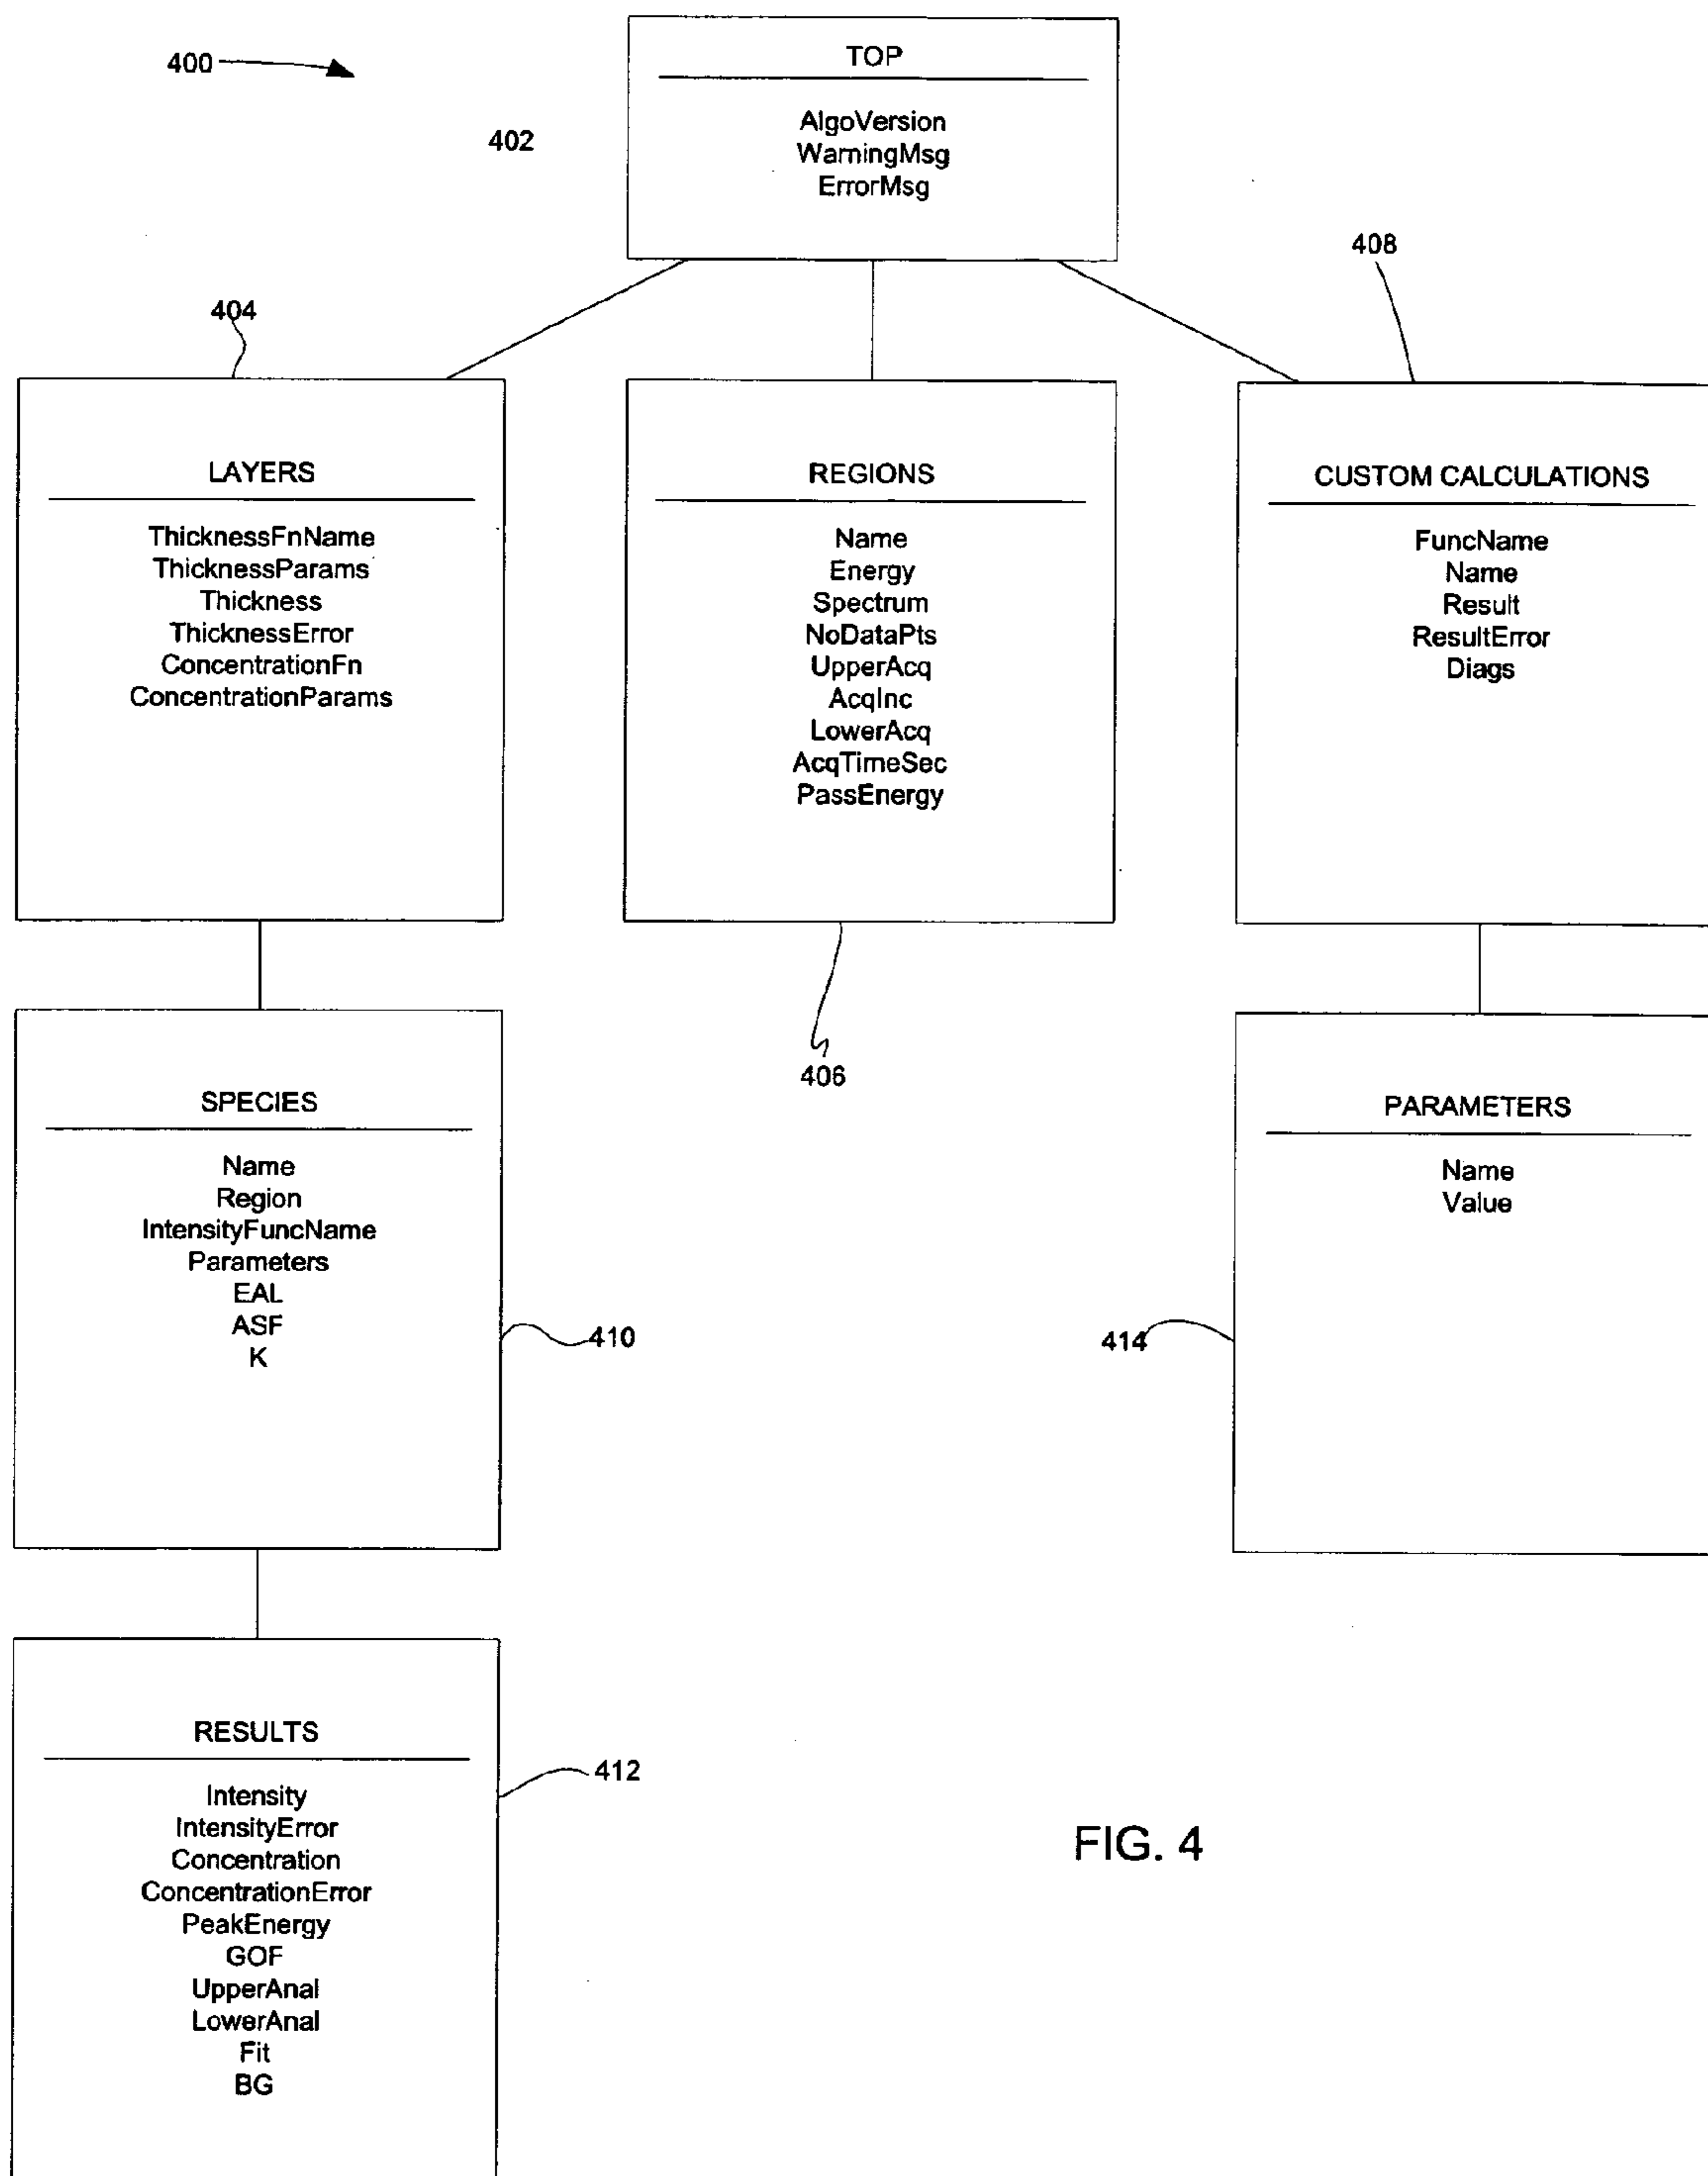 400
TOP
402
AlgoVersion
WarningMsg
ErrorMsg
408
404
LAYERS
ThicknessFnName
ThicknessParams
Thickness
ThicknessError
ConcentrationFn
ConcentrationParams
REGIONS
Name
Energy
Spectrum
NoDataPts
UpperAcq
AcqInc
LowerAcq
AcqTimeSec
PassEnergy
CUSTOM CALCULATIONS
FuncName
Name
Result
ResultError
Diags
406
SPECIES
Name
Region
IntensityFuncName
Parameters
EAL
ASF
K
410
PARAMETERS
Name
Value
414
RESULTS
Intensity
IntensityError
Concentration
ConcentrationError
PeakEnergy
GOF
UpperAnal
LowerAnal
Fit
BG
412
FIG. 4